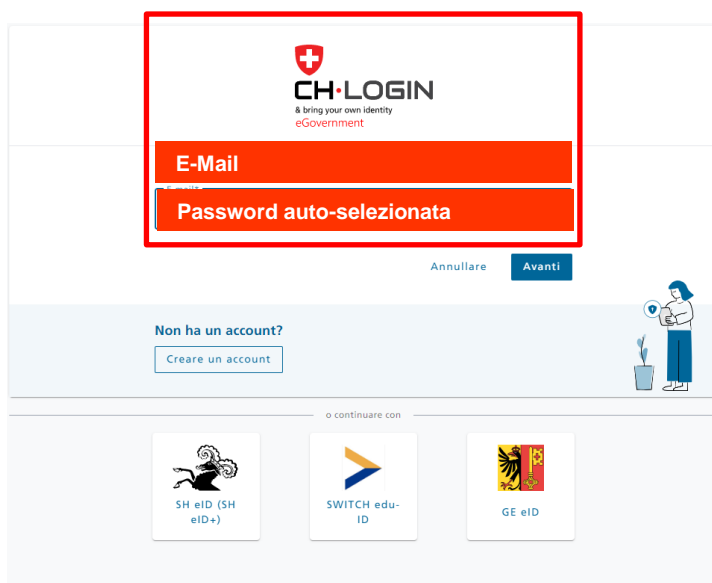 CH·LOGIN
& bring your own identity
eGovernment
E-Mail
Password auto-selezionata
Annullare
Avanti
Non ha un account?
Creare un account
o continuare con
SH eID (SH
eID+)
SWITCH edu-
ID
GE eID